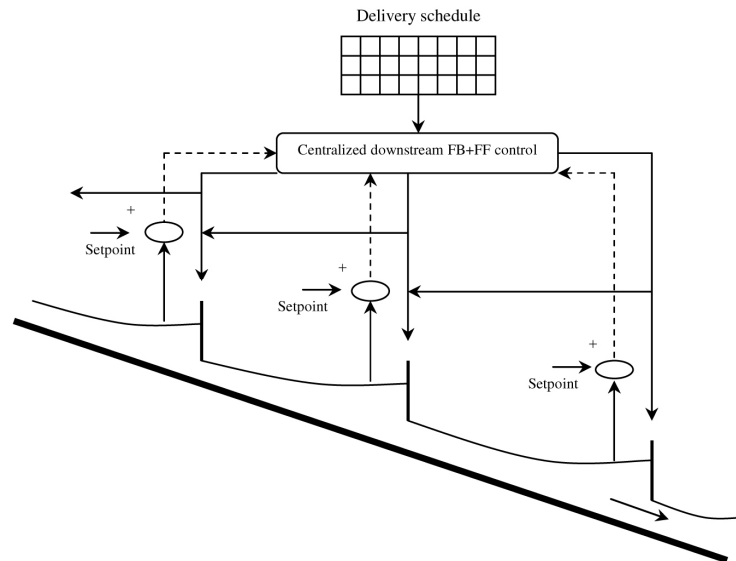 Delivery schedule
Centralized downstream FB+FF control
+
Setpoint
+
Setpoint
+
Setpoint